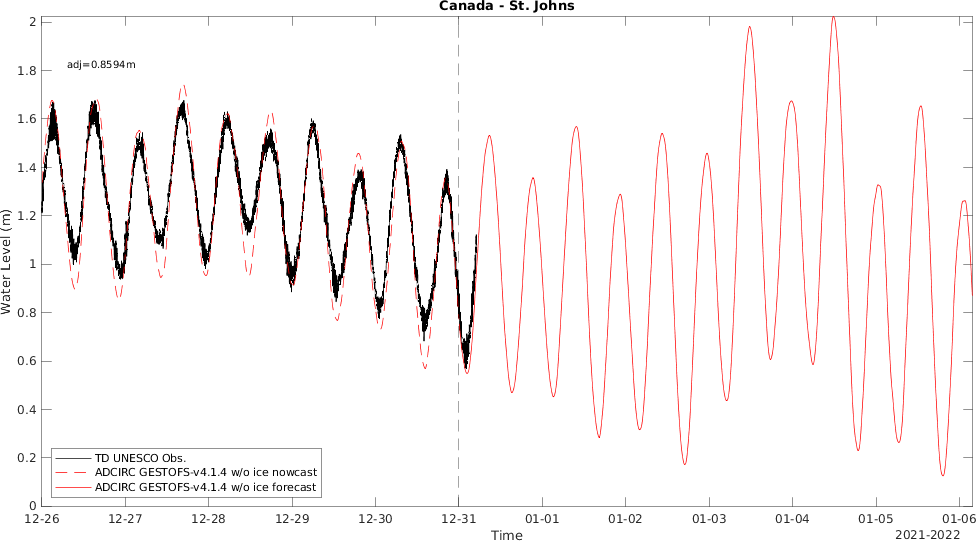 Canada - St. Johns
adj=0.8594m
Water Level (m)
2
1.8
1.6
1.4
1.2
1
0.8
0.6
0.4
0.2
0
TD UNESCO Obs.
ADCIRC GESTOFS-v4.1.4 w/o ice nowcast
ADCIRC GESTOFS-v4.1.4 w/o ice forecast
12-26 12-27 12-28 12-29 12-30 12-31 01-01 01-02 01-03 01-04 01-05 01-06
Time
2021-2022